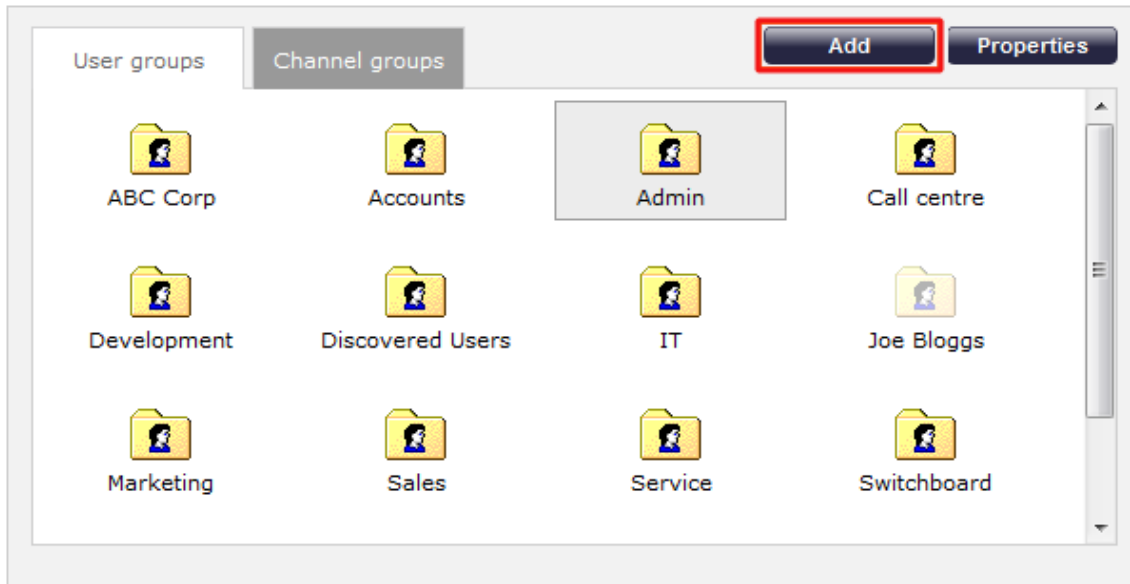 User groups Channel groups Add Properties
ABC Corp Accounts Admin Call centre
Development Discovered Users IT Joe Bloggs
Marketing Sales Service Switchboard